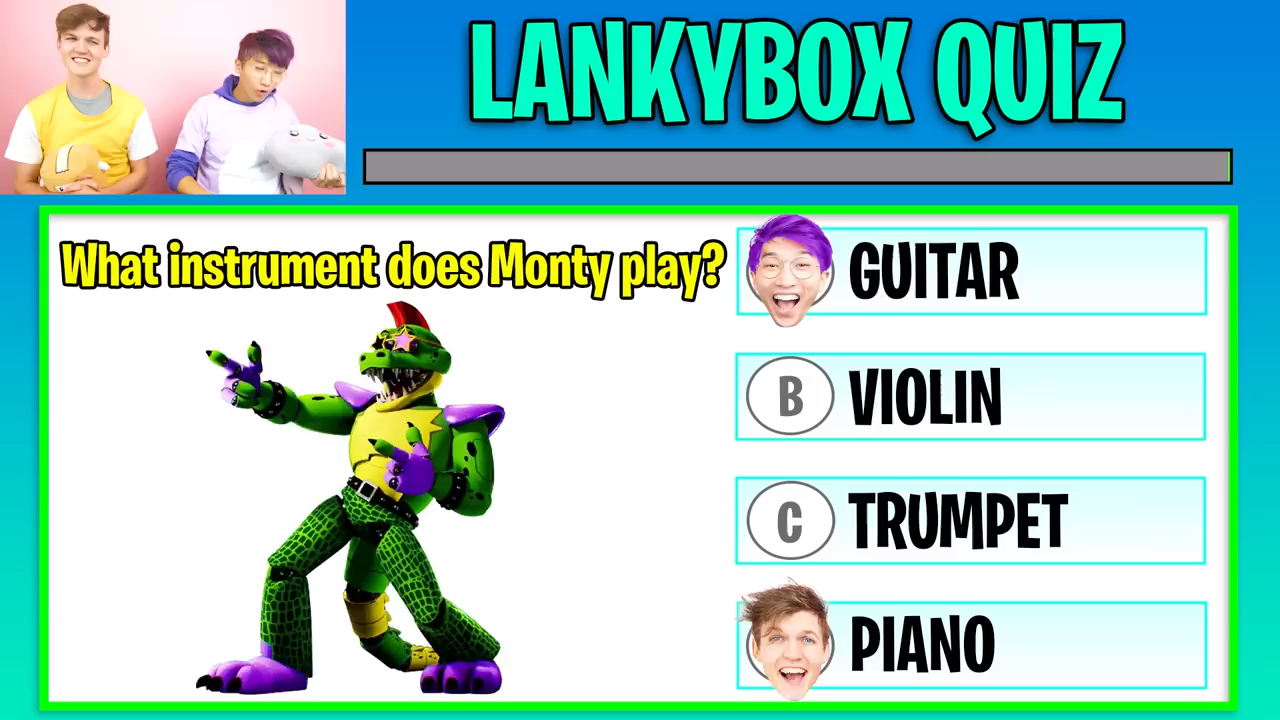 LANKYBOX QUIZ
What instrument does Monty play?
GUITAR
B VIOLIN
C TRUMPET
PIANO